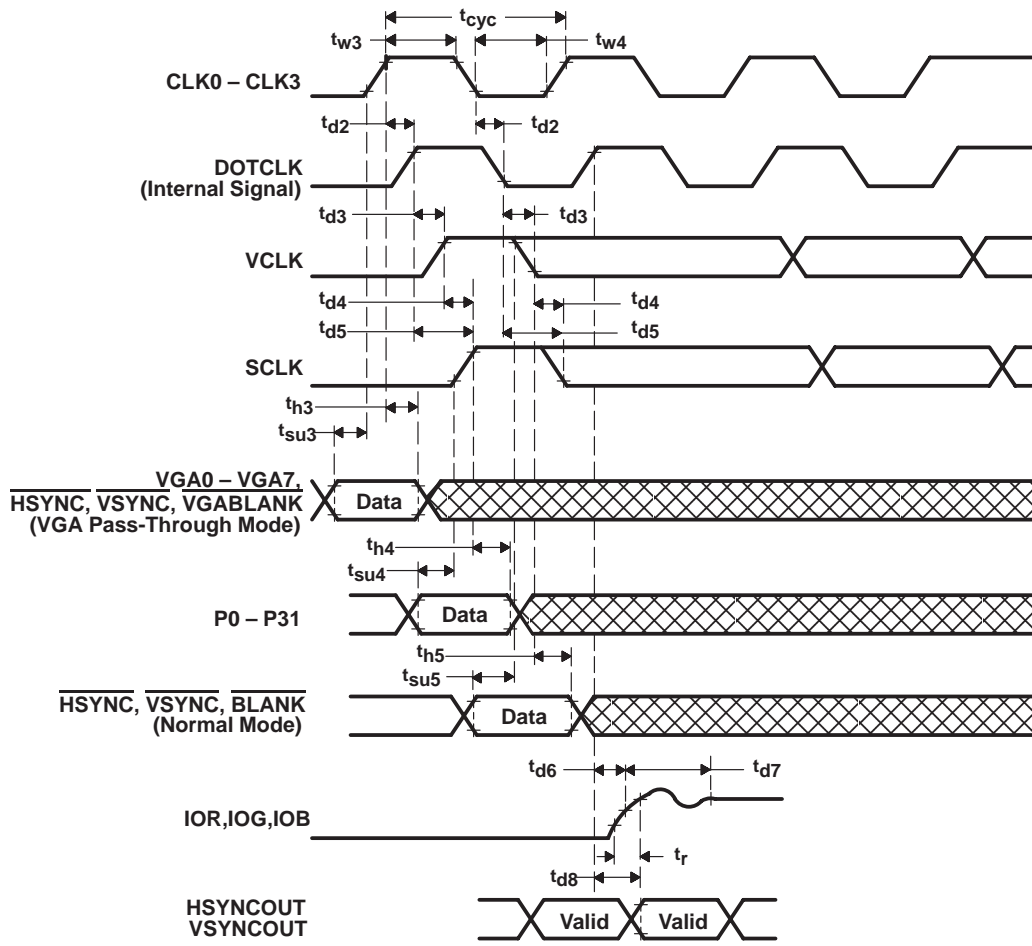 tcyc
tw3
tw4
CLK0 – CLK3
td2
td2
DOTCLK
(Internal Signal)
td3
td3
VCLK
td4
td4
td5
td5
SCLK
th3
tsu3
VGA0 – VGA7,
HSYNC, VSYNC, VGABLANK
(VGA Pass-Through Mode)
Data
th4
tsu4
P0 – P31
Data
th5
tsu5
HSYNC, VSYNC, BLANK
(Normal Mode)
Data
td6
td7
IOR,IOG,IOB
tr
td8
HSYNCOUT
VSYNCOUT
Valid
Valid